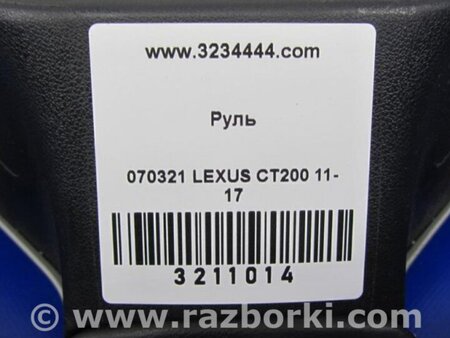 www.3234444.com
Руль
070321 LEXUS CT200 11-
17
3211014
© www.razborki.com